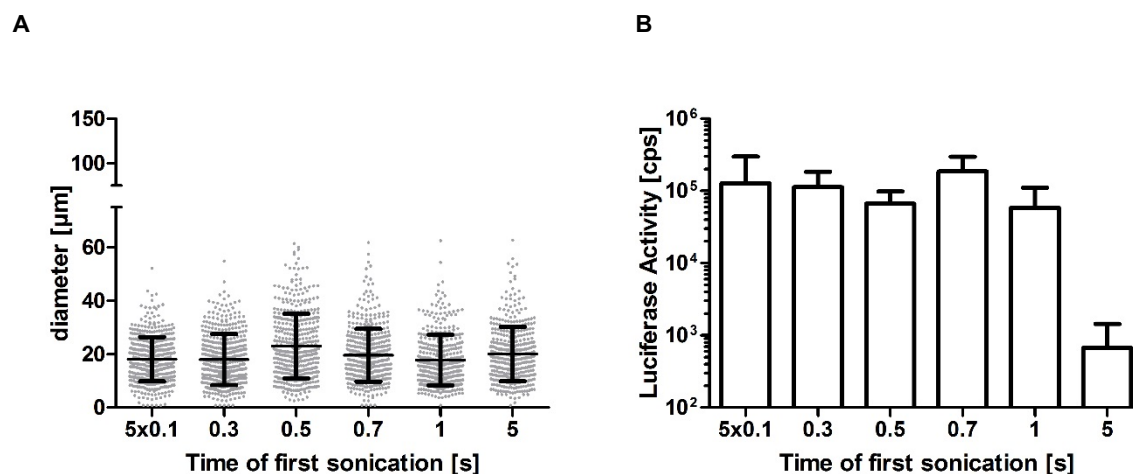 A
B
diameter [µm]
150
100
60
40
20
0
5x0.1 0.3 0.5 0.7 1 5
Time of first sonication [s]
Luciferase Activity [cps]
10⁶
10⁵
10⁴
10³
10²
5x0.1 0.3 0.5 0.7 1 5
Time of first sonication [s]